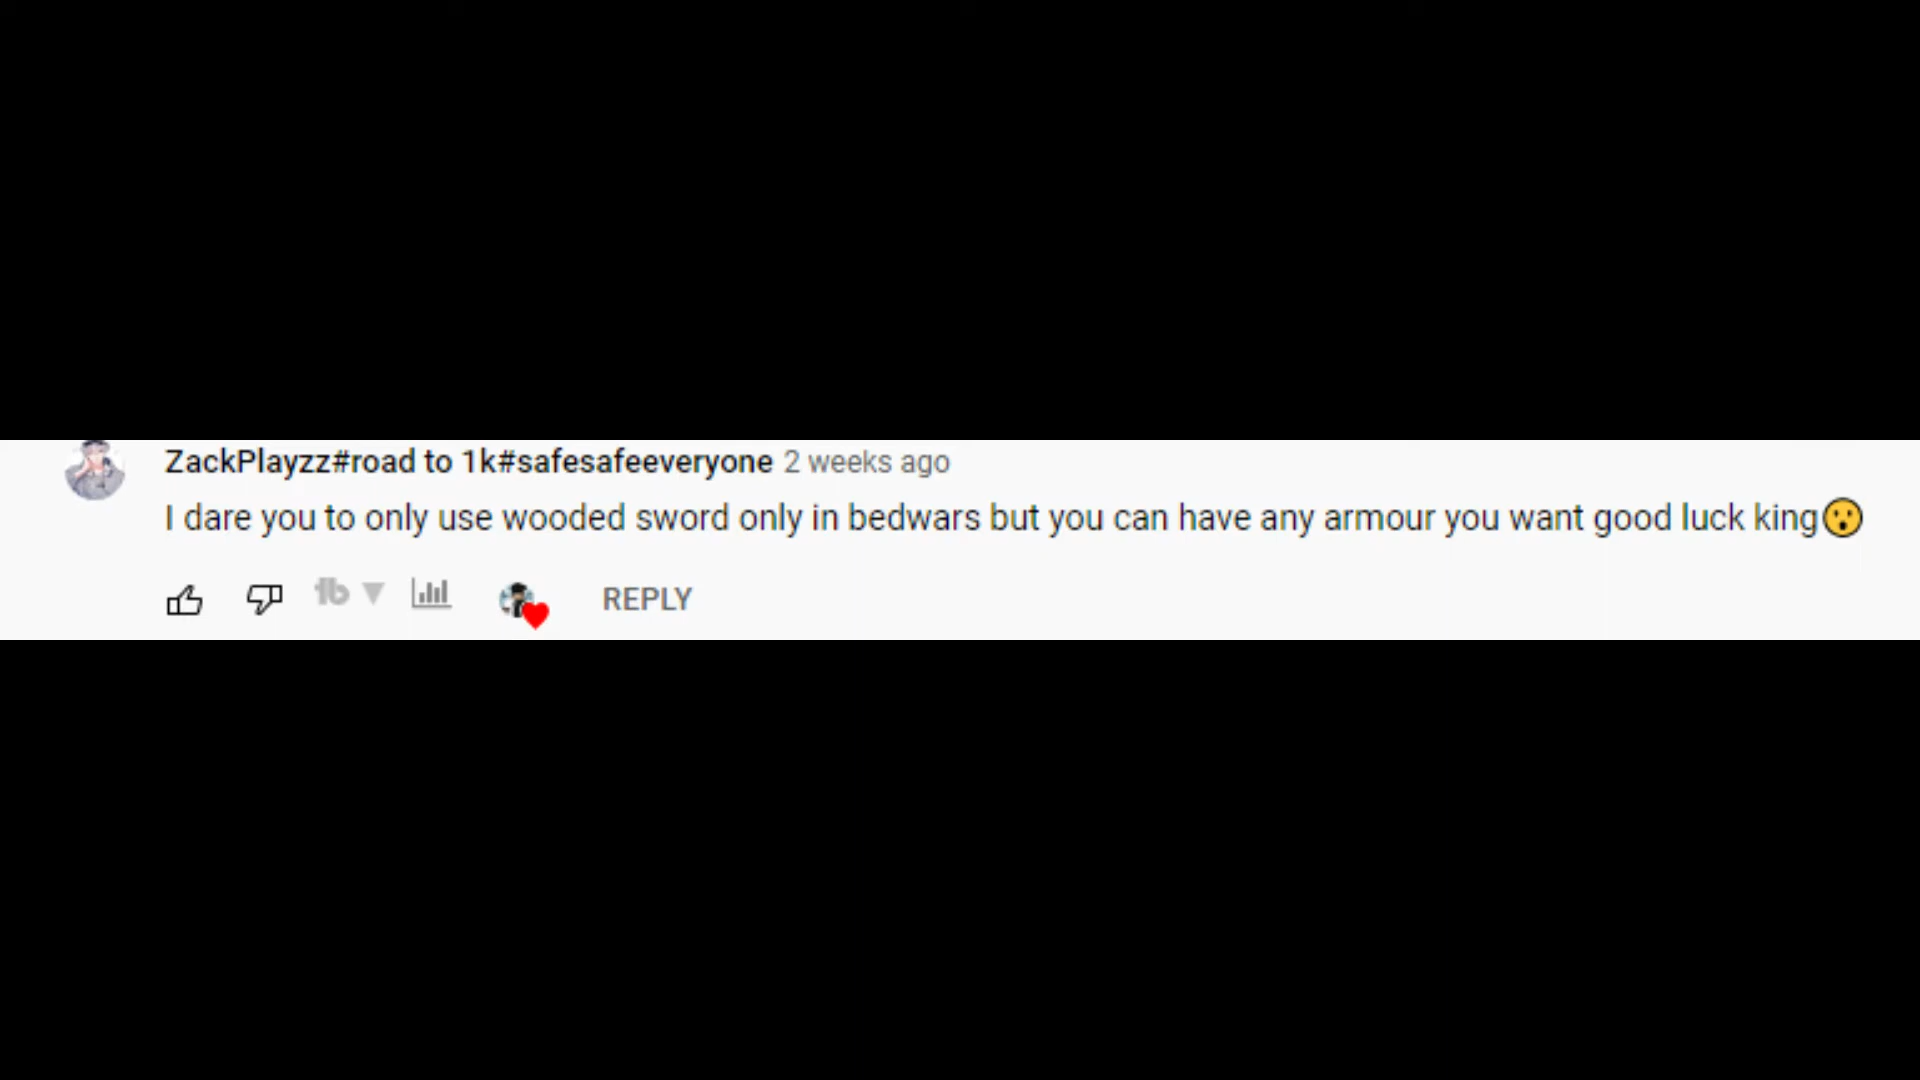 ZackPlayzz#road to 1k#safesafeeveryone 2 weeks ago
I dare you to only use wooded sword only in bedwars but you can have any armour you want good luck king😮
tb
REPLY